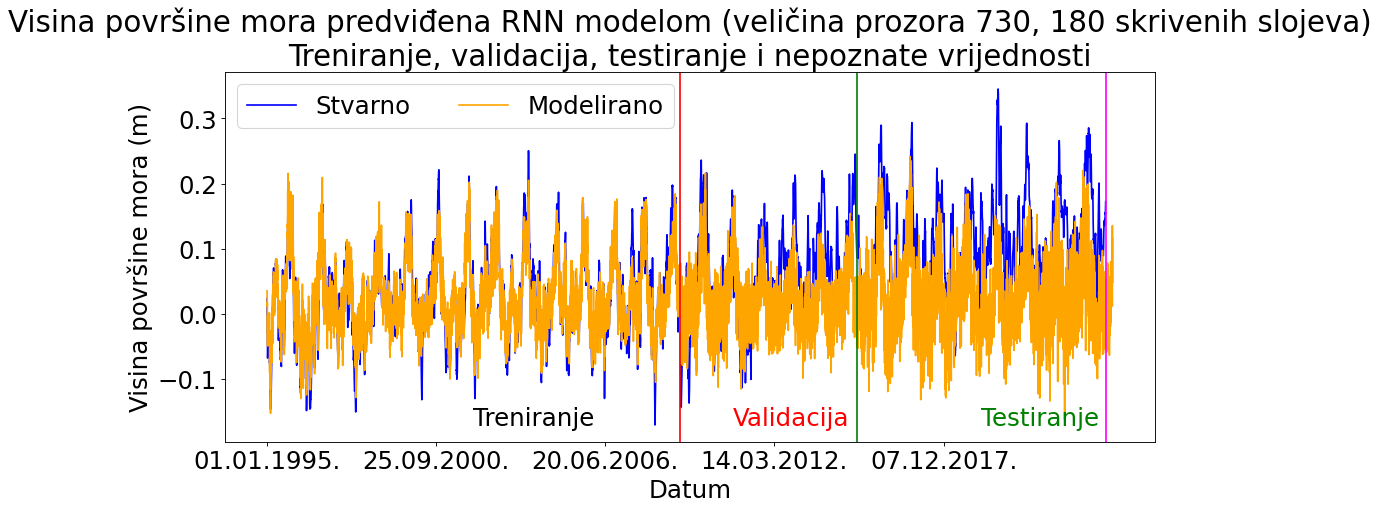 Visina površine mora predviđena RNN modelom (veličina prozora 730, 180 skrivenih slojeva)
Treniranje, validacija, testiranje i nepoznate vrijednosti
Stvarno
Modelirano
Visina površine mora (m)
0.3
0.2
0.1
0.0
−0.1
Treniranje
Validacija
Testiranje
01.01.1995.
25.09.2000.
20.06.2006.
14.03.2012.
07.12.2017.
Datum